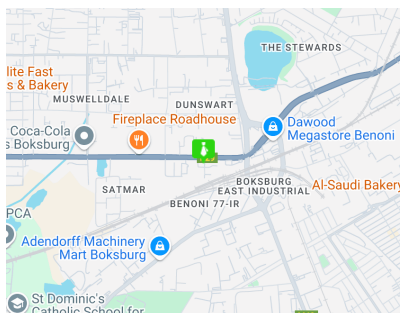 THE STEWARDS
lite Fast
s & Bakery
MUSWELLDALE
DUNSWART
Fireplace Roadhouse
Dawood
Megastore Benoni
Coca-Cola
s Boksburg
SATMAR
BOKSBURG
EAST INDUSTRIAL
Al-Saudi Bakery
BENONI 77-IR
PCA
Adendorff Machinery
Mart Boksburg
St Dominic's
Catholic School for